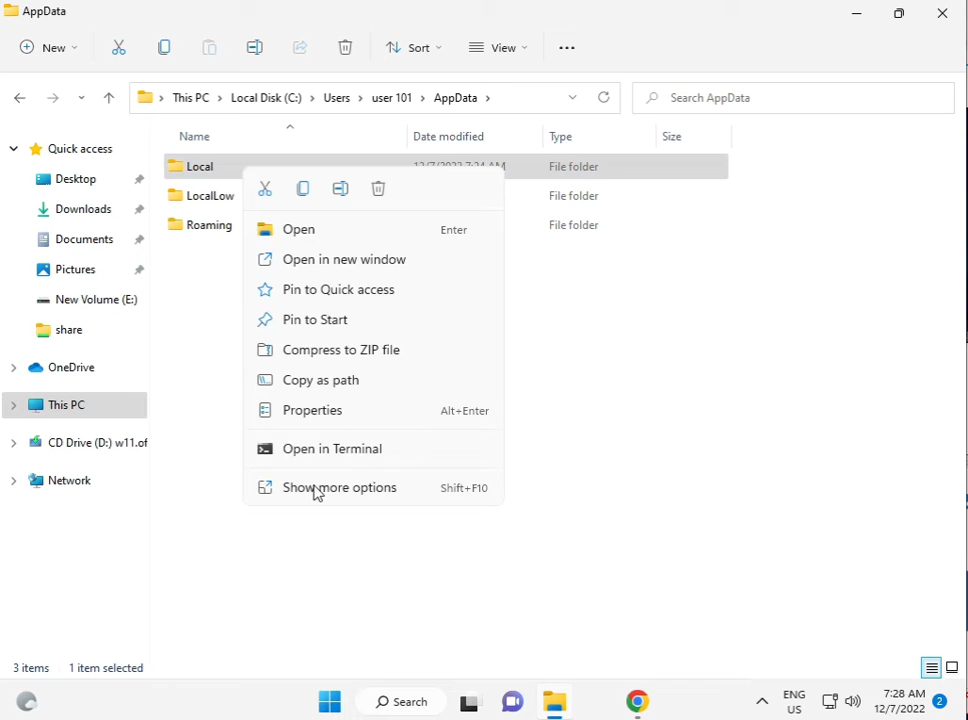 AppData
New
Sort
View
This PC
Local Disk (C:)
Users
user 101
AppData
Search AppData
Name
Date modified
Type
Size
Quick access
Desktop
Downloads
Documents
Pictures
New Volume (E:)
share
OneDrive
This PC
CD Drive (D:) w11.of
Network
Local
12/7/2022 7:24 AM
File folder
LocalLow
File folder
Roaming
File folder
Open
Enter
Open in new window
Pin to Quick access
Pin to Start
Compress to ZIP file
Copy as path
Properties
Alt+Enter
Open in Terminal
Show more options
Shift+F10
3 items
1 item selected
Search
ENG
US
7:28 AM
12/7/2022
2